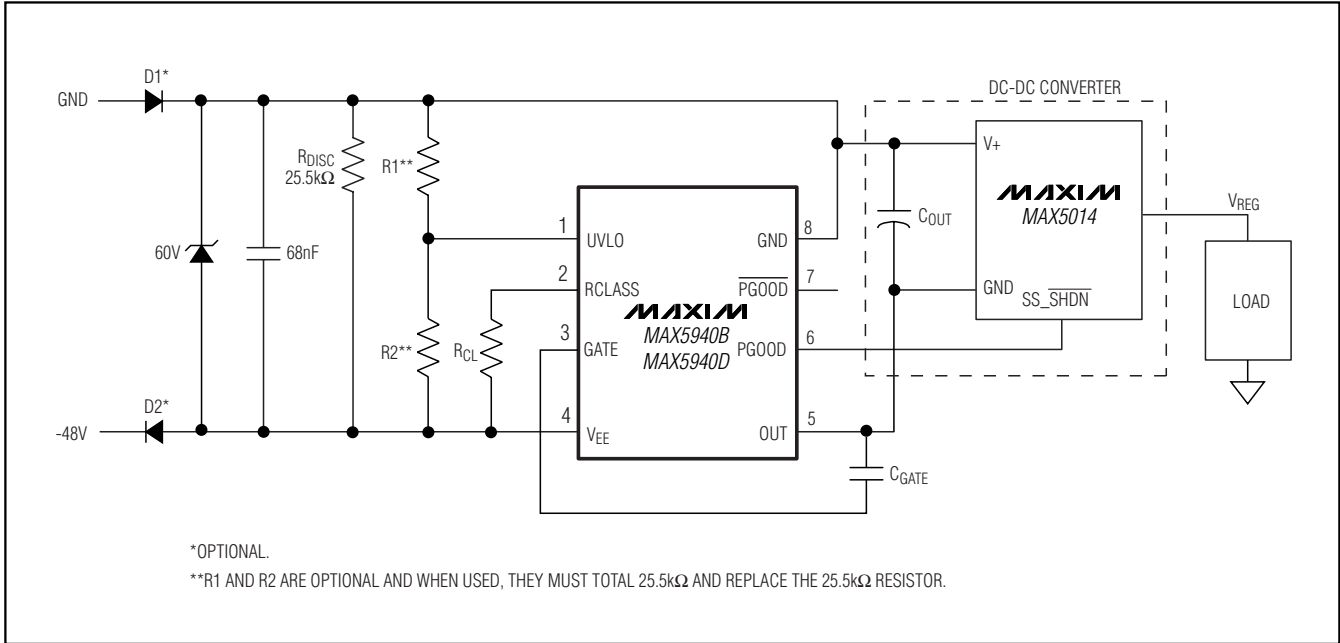 DC-DC CONVERTER
D1*
GND
RDISC
25.5kΩ
R1**
60V
68nF
R2**
RCL
D2*
-48V
1
UVLO
2
RCLASS
3
GATE
4
VEE
MAXIM
MAX5940B
MAX5940D
GND
8
PGOOD
7
PGOOD
6
OUT
5
CGATE
COUT
V+
MAXIM
MAX5014
GND
SS_SHDN
VREG
LOAD
*OPTIONAL.
**R1 AND R2 ARE OPTIONAL AND WHEN USED, THEY MUST TOTAL 25.5kΩ AND REPLACE THE 25.5kΩ RESISTOR.